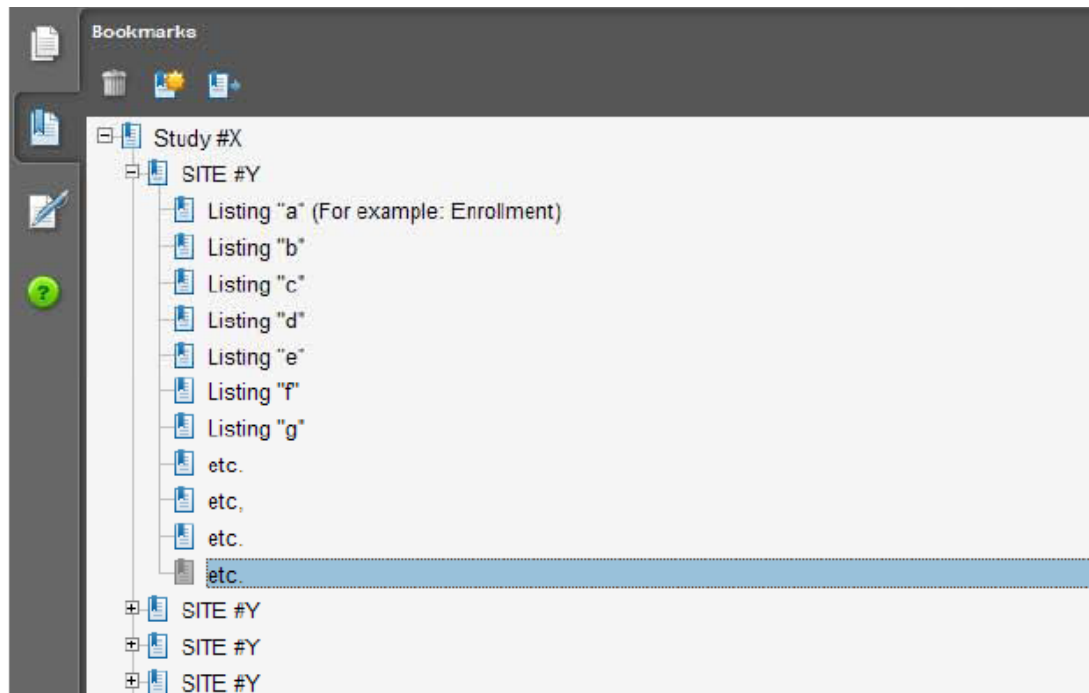 Bookmarks
Study #X
SITE #Y
Listing "a" (For example: Enrollment)
Listing "b"
Listing "c"
Listing "d"
Listing "e"
Listing "f"
Listing "g"
etc.
etc,
etc.
etc.
SITE #Y
SITE #Y
SITE #Y